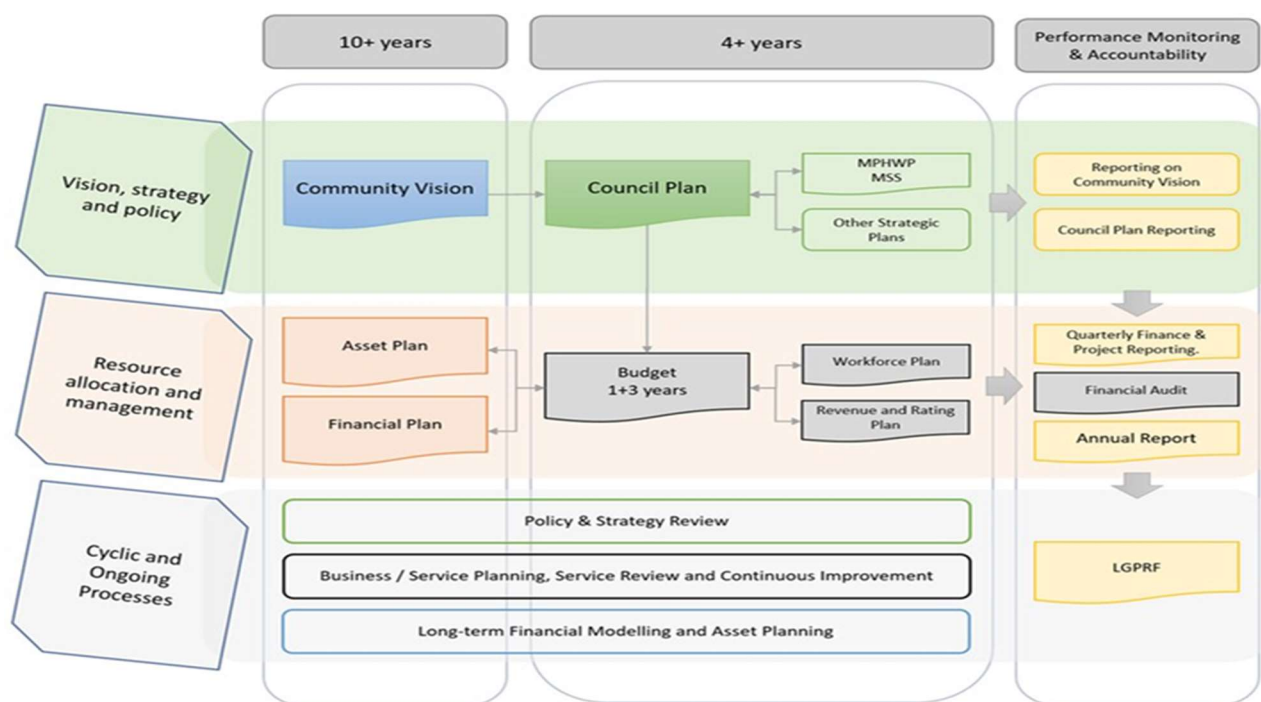 10+ years
4+ years
Performance Monitoring
& Accountability
Vision, strategy
and policy
Community Vision
Council Plan
MPHWP
MSS
Other Strategic
Plans
Reporting on
Community Vision
Council Plan Reporting
Resource
allocation and
management
Asset Plan
Financial Plan
Budget
1+3 years
Workforce Plan
Revenue and Rating
Plan
Quarterly Finance &
Project Reporting.
Financial Audit
Annual Report
Cyclic and
Ongoing
Processes
Policy & Strategy Review
Business / Service Planning, Service Review and Continuous Improvement
Long-term Financial Modelling and Asset Planning
LGPRF